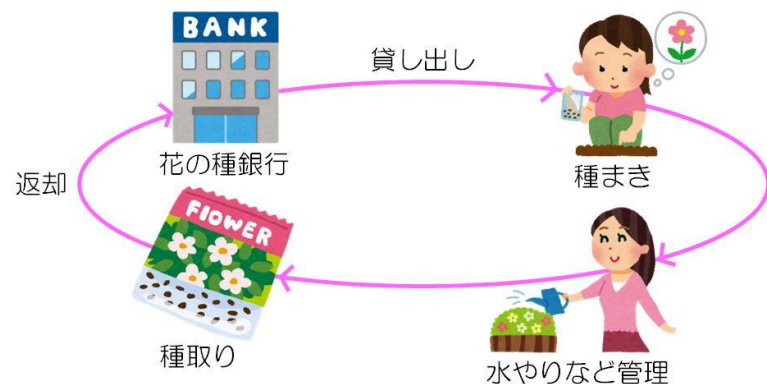 BANK
貸し出し
花の種銀行
種まき
返却
FLOWER
種取り
水やりなど管理